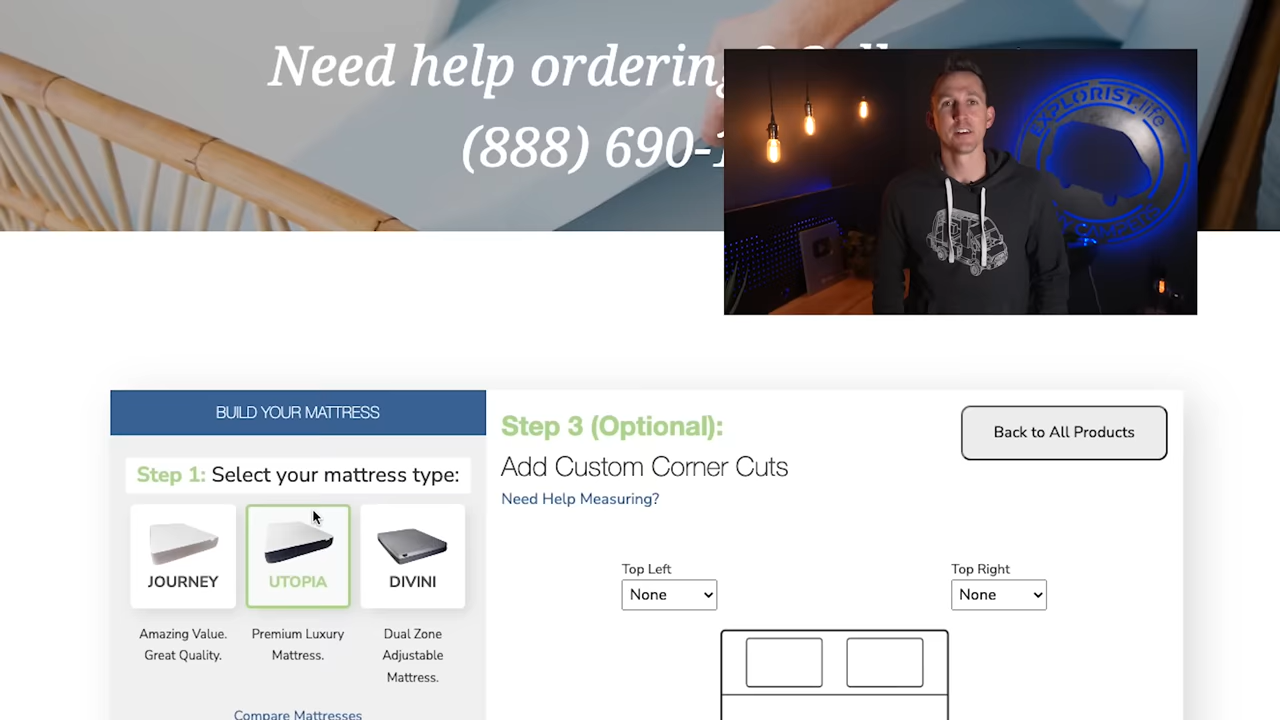 Need help ordering
(888) 690-
EXPLORIST.life
BUILD YOUR MATTRESS
Step 1: Select your mattress type:
JOURNEY
UTOPIA
DIVINI
Amazing Value.
Great Quality.
Premium Luxury
Mattress.
Dual Zone
Adjustable
Mattress.
Compare Mattresses
Step 3 (Optional):
Back to All Products
Add Custom Corner Cuts
Need Help Measuring?
Top Left
None
Top Right
None